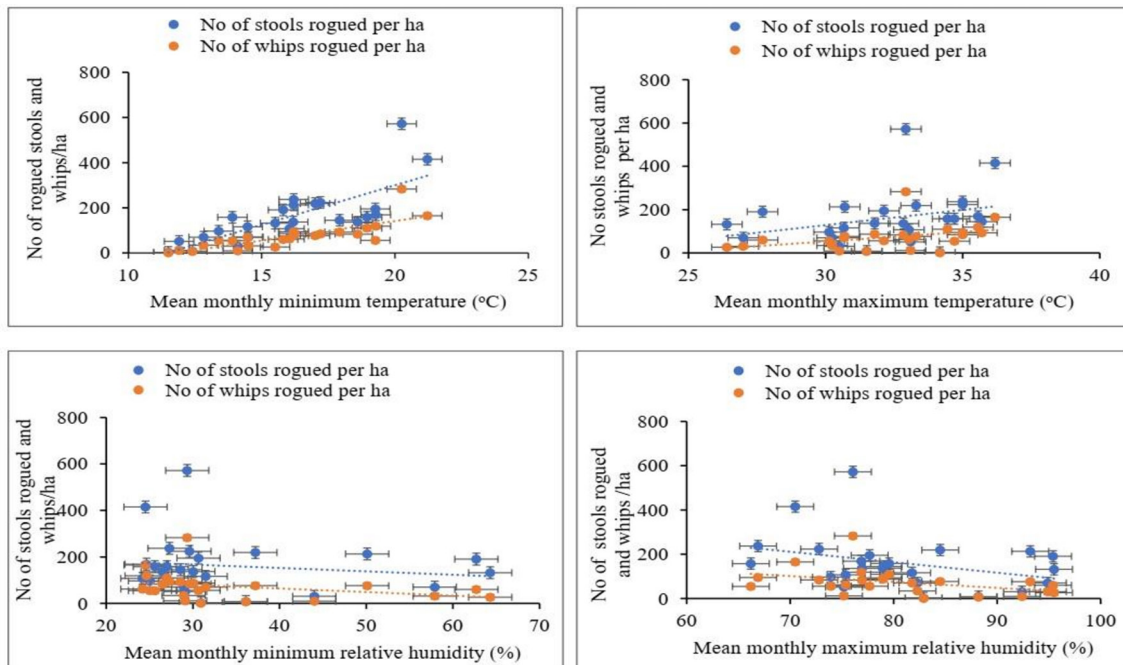 No of stools rogued per ha
No of whips rogued per ha
No of rogued stools and
whips/ha
800
600
400
200
0
10
15
20
25
Mean monthly minimum temperature (°C)
No of stools rogued per ha
No of whips rogued per ha
No stools rogued and
whips per ha
800
600
400
200
0
25
30
35
40
Mean monthly maximum temperature (°C)
No of stools rogued per ha
No of whips rogued per ha
No of stools rogued and
whips/ha
800
600
400
200
0
20
30
40
50
60
70
Mean monthly minimum relative humidity (%)
No of stools rogued per ha
No of whips rogued per ha
No of stools rogued
and whips /ha
800
600
400
200
0
60
70
80
90
100
Mean monthly maximum relative humidity (%)